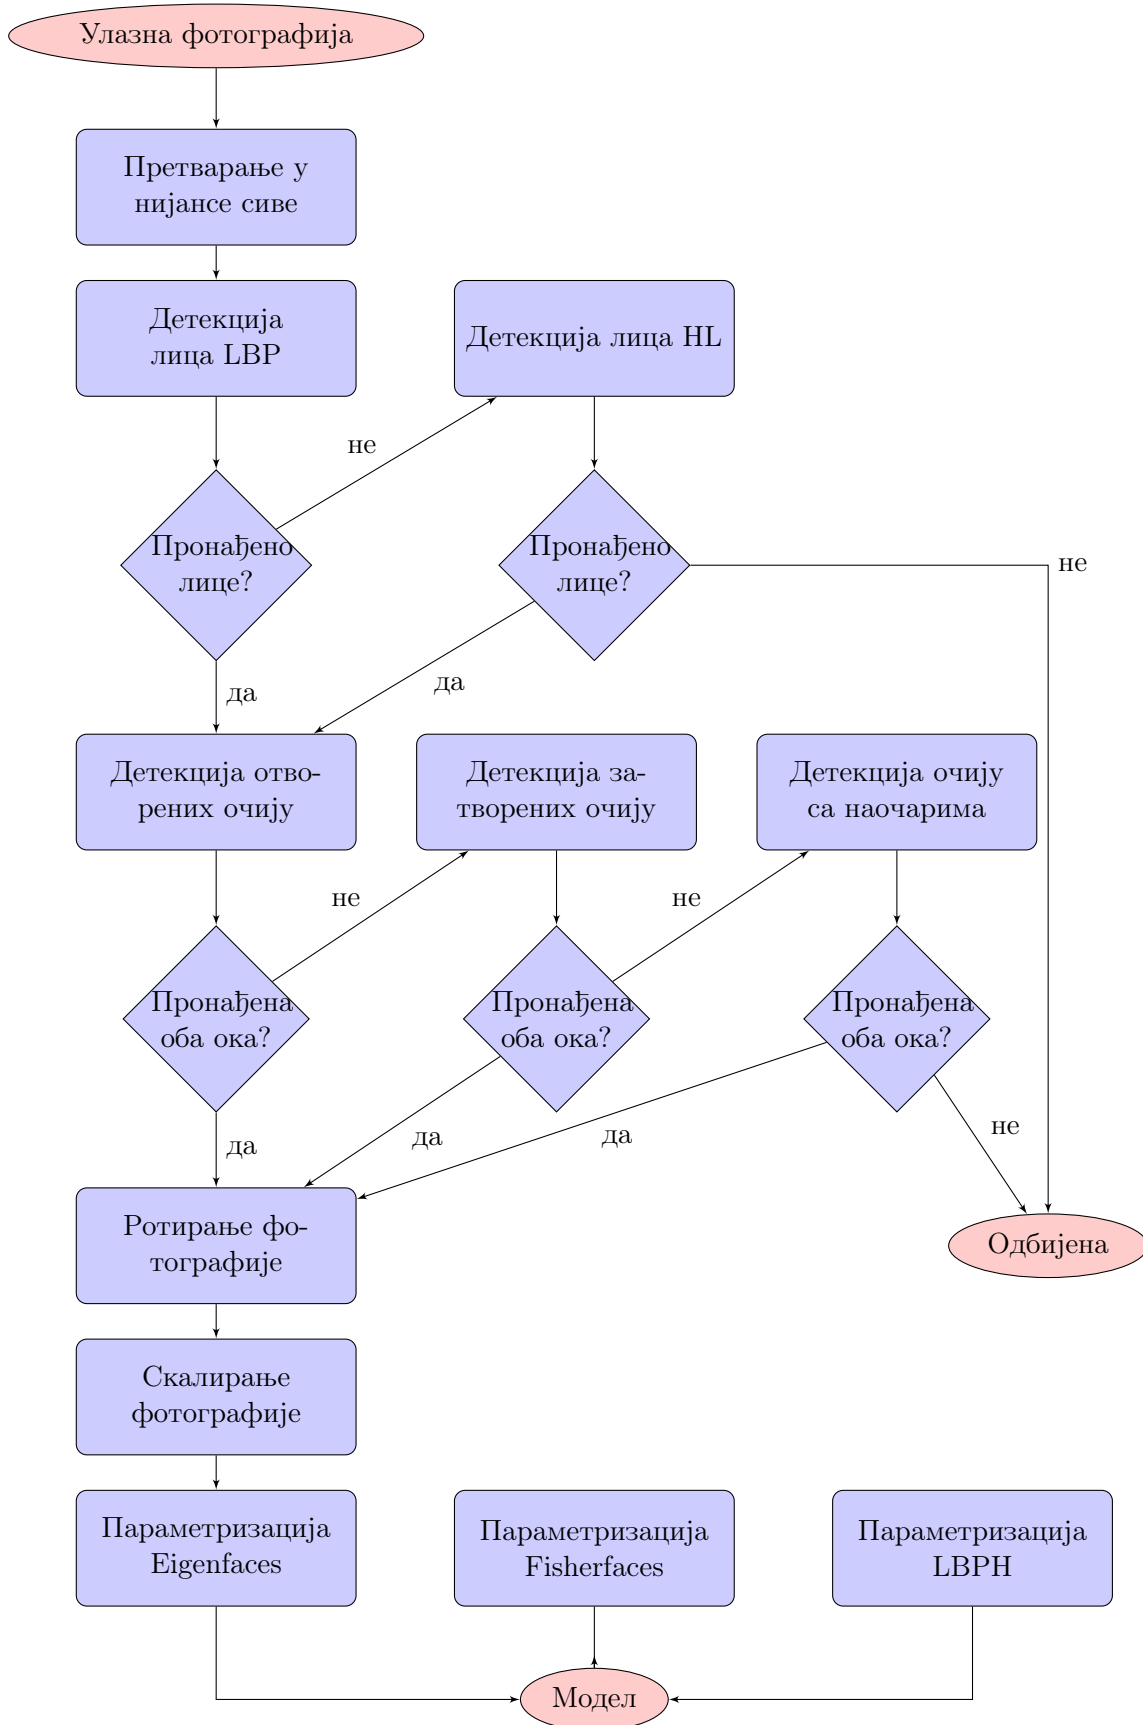 Улазна фотографија
Претварање у
нијансе сиве
Детекција
лица LBP
Детекција лица HL
не
Пронађено
лице?
Пронађено
лице?
не
да
да
Детекција отво-
рених очију
Детекција за-
творених очију
Детекција очију
са наочарима
не
не
Пронађена
оба ока?
Пронађена
оба ока?
Пронађена
оба ока?
да
да
да
не
Ротирање фо-
тографије
Одбијена
Скалирање
фотографије
Параметризација
Eigenfaces
Параметризација
Fisherfaces
Параметризација
LBPH
Модел